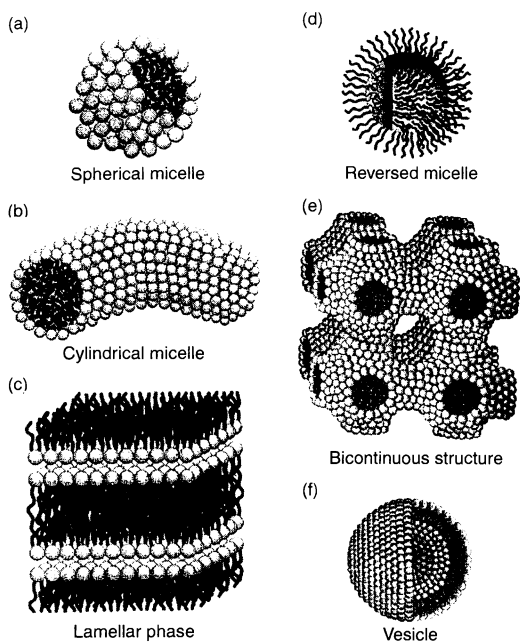 (a)
Spherical micelle
(b)
Cylindrical micelle
(c)
Lamellar phase
(d)
Reversed micelle
(e)
Bicontinuous structure
(f)
Vesicle